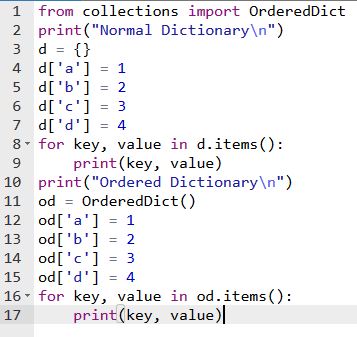 1 from collections import OrderedDict
2 print("Normal Dictionary\n")
3 d = {}
4 d['a'] = 1
5 d['b'] = 2
6 d['c'] = 3
7 d['d'] = 4
8 for key, value in d.items():
9     print(key, value)
10 print("Ordered Dictionary\n")
11 od = OrderedDict()
12 od['a'] = 1
13 od['b'] = 2
14 od['c'] = 3
15 od['d'] = 4
16 for key, value in od.items():
17     print(key, value)